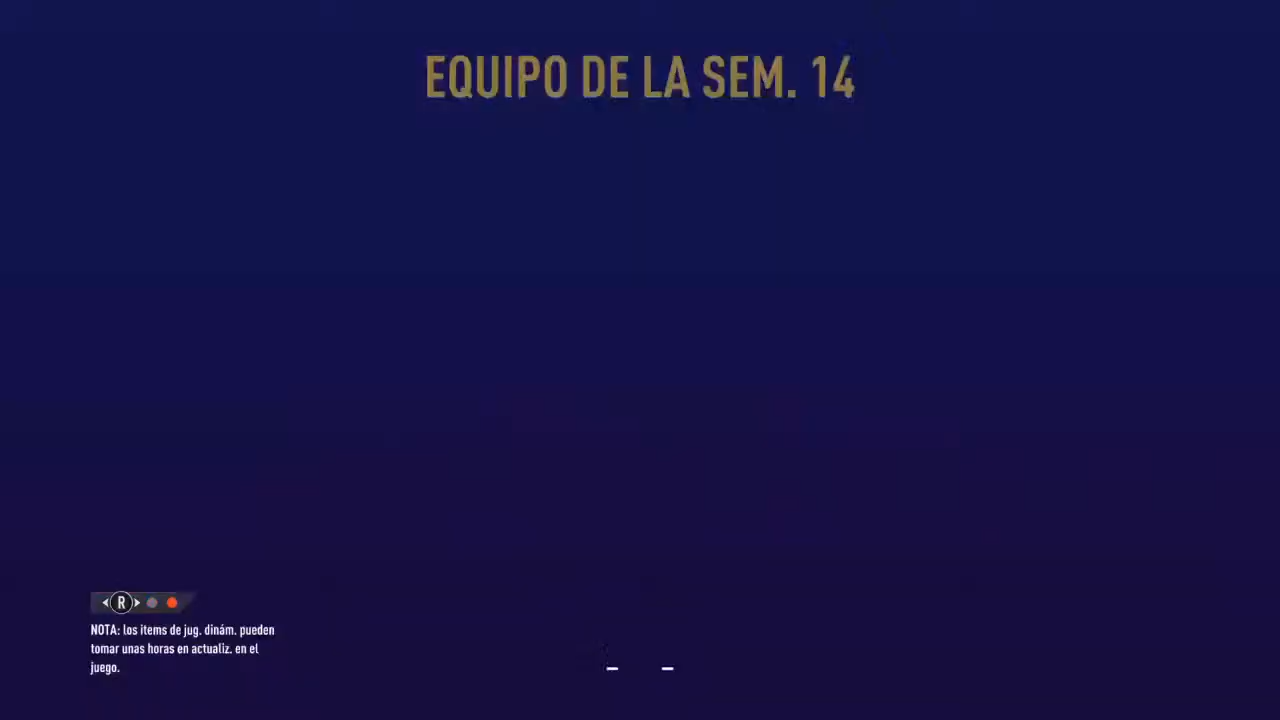 EQUIPO DE LA SEM. 14
R
NOTA: los items de jug. dinám. pueden
tomar unas horas en actualiz. en el
juego.
- -